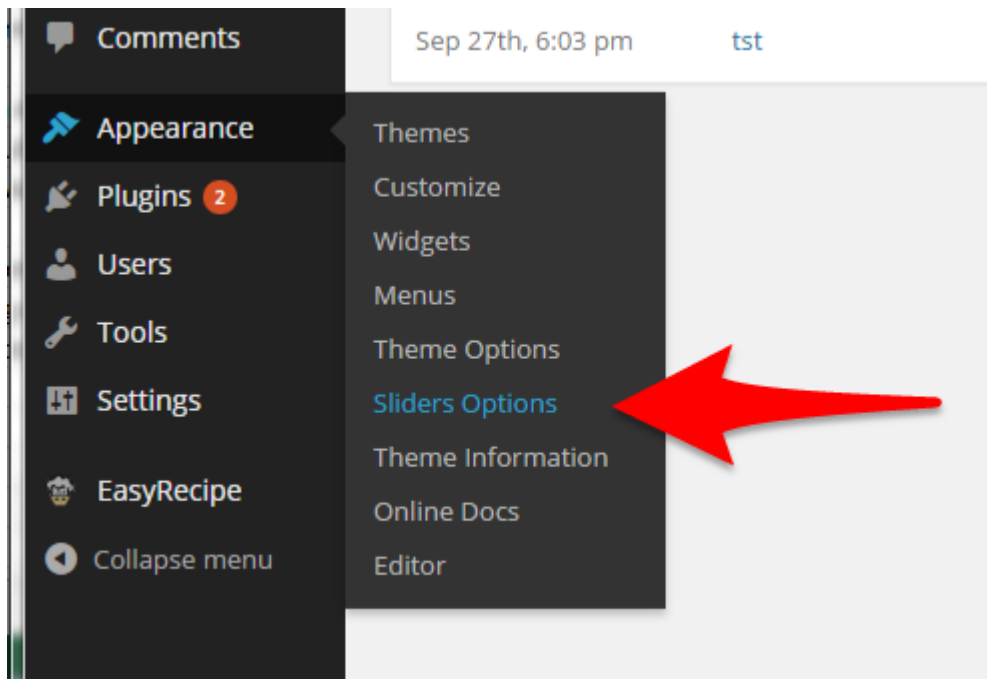 Comments
Sep 27th, 6:03 pm tst
Appearance
Plugins 2
Users
Tools
Settings
EasyRecipe
Collapse menu
Themes
Customize
Widgets
Menus
Theme Options
Sliders Options
Theme Information
Online Docs
Editor